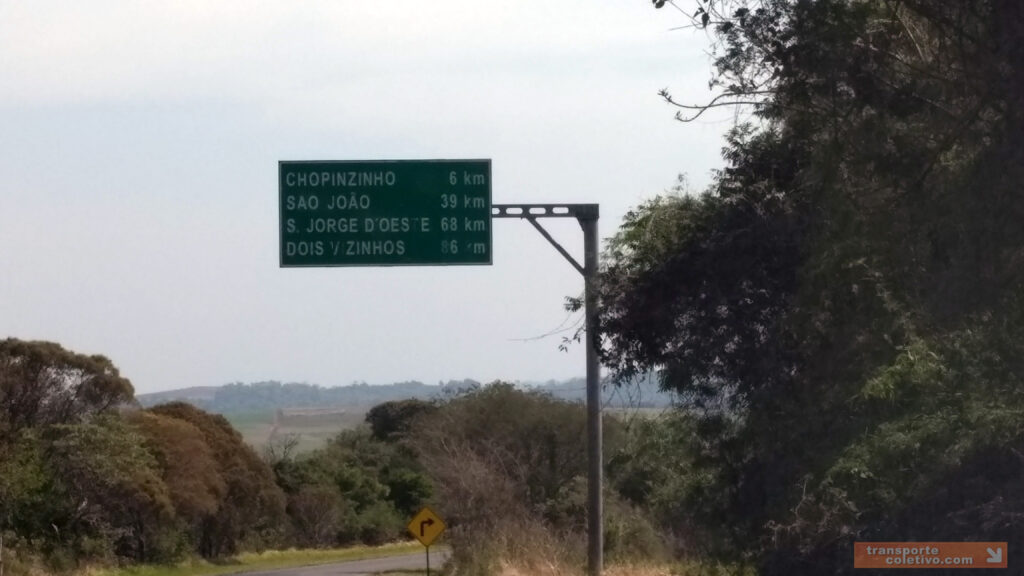 CHOPINZINHO 6 km
SAO JOÃO 39 km
S. JORGE D'OESTE 68 km
DOIS VIZINHOS 86 km
transporte
coletivo.com